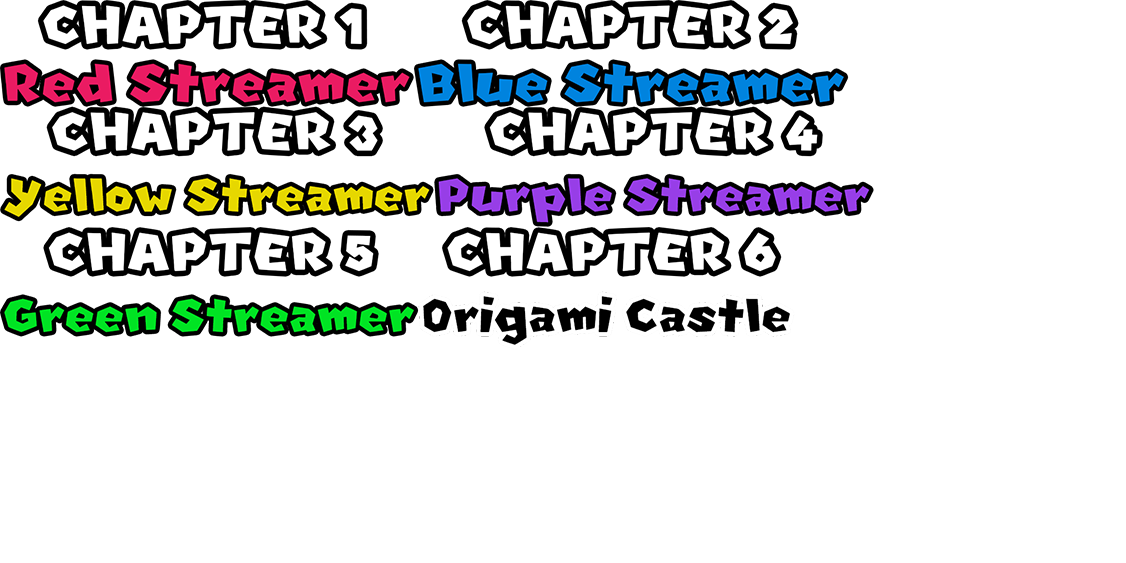 CHAPTER 1 CHAPTER 2
Red Streamer Blue Streamer
CHAPTER 3 CHAPTER 4
Yellow Streamer Purple Streamer
CHAPTER 5 CHAPTER 6
Green Streamer Origami Castle